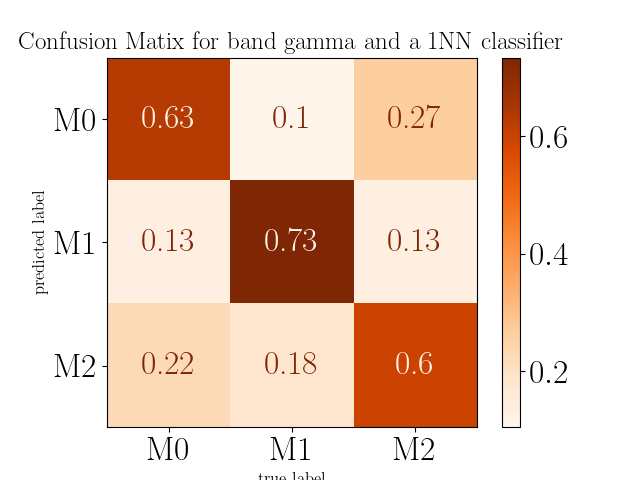 Confusion Matix for band gamma and a 1NN classifier
M0 0.63 0.1 0.27
0.6
predicted label
M1 0.13 0.73 0.13
0.4
M2 0.22 0.18 0.6
0.2
M0 M1 M2
true label